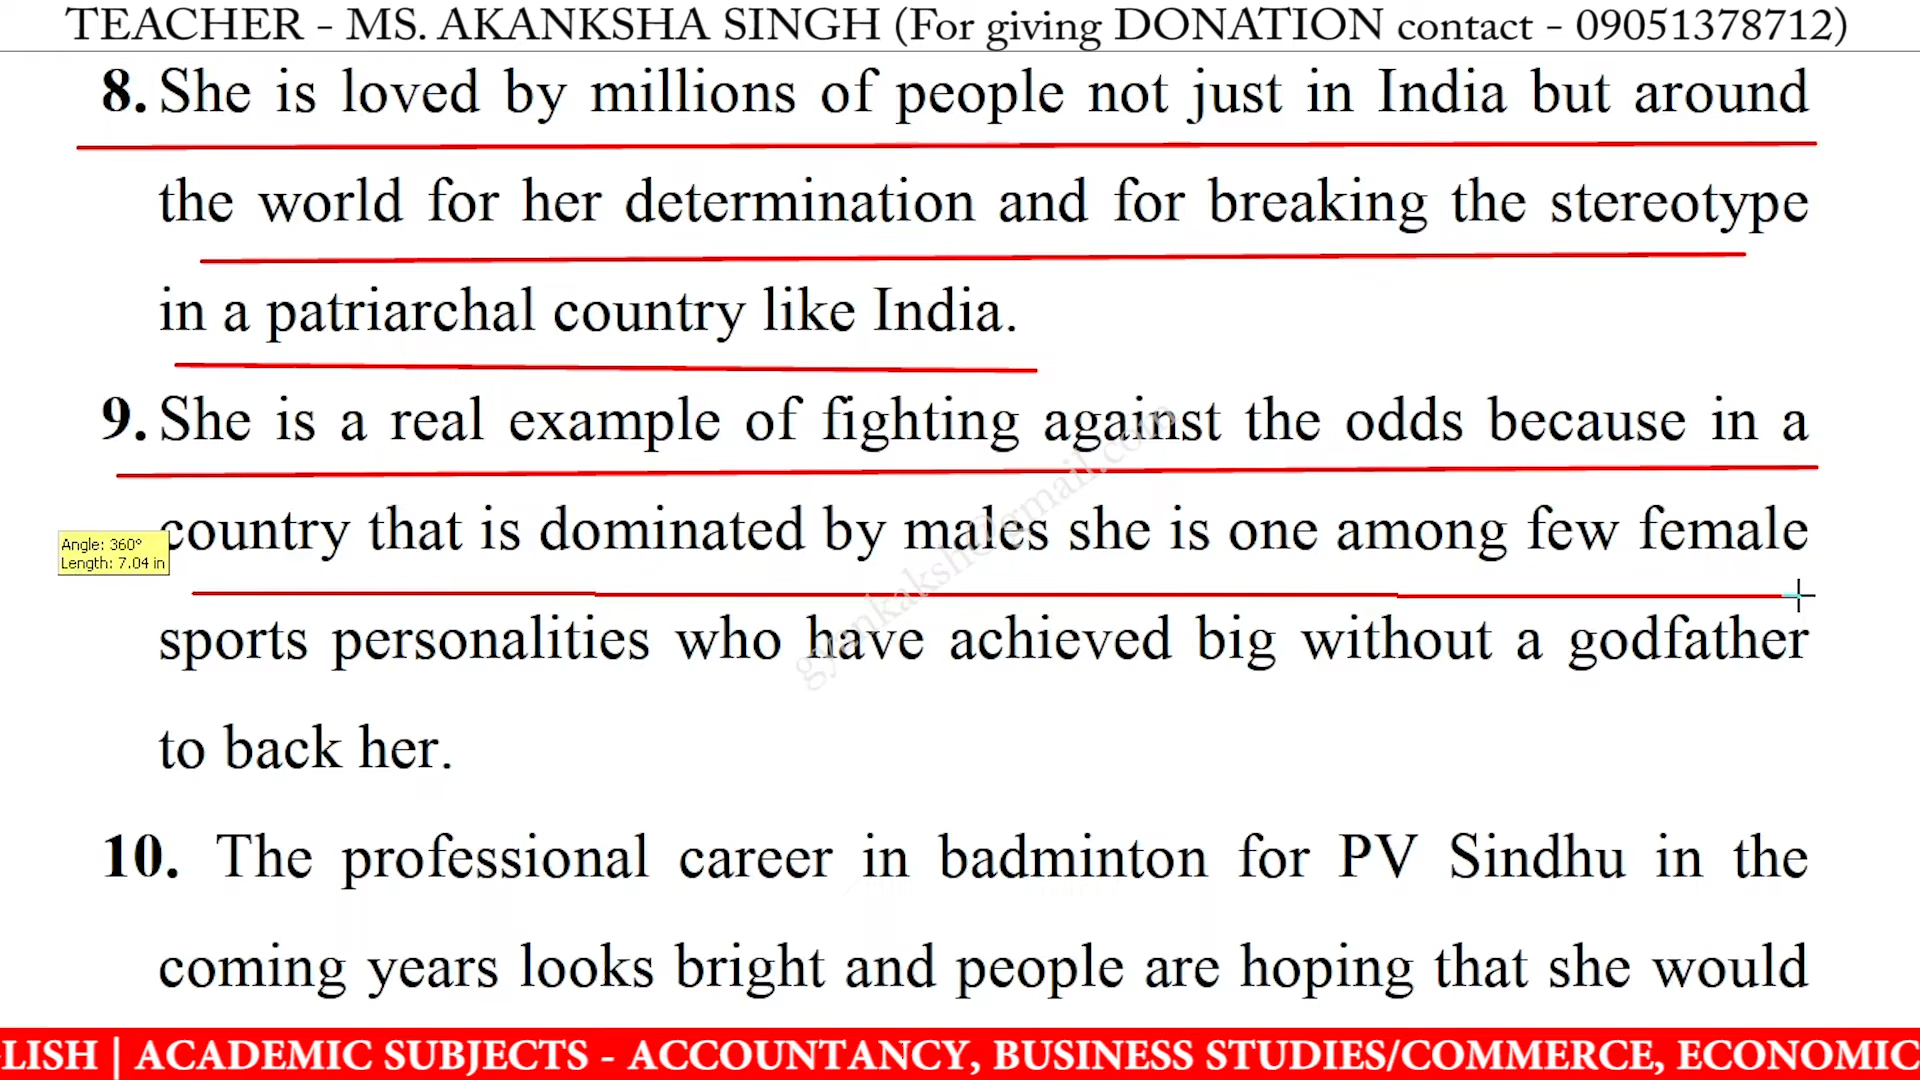 TEACHER - MS. AKANKSHA SINGH (For giving DONATION contact - 09051378712)
8. She is loved by millions of people not just in India but around
the world for her determination and for breaking the stereotype
in a patriarchal country like India.
9. She is a real example of fighting against the odds because in a
country that is dominated by males she is one among few female
Angle: 360°
Length: 7.04 in
sports personalities who have achieved big without a godfather
to back her.
10. The professional career in badminton for PV Sindhu in the
coming years looks bright and people are hoping that she would
LISH | ACADEMIC SUBJECTS - ACCOUNTANCY, BUSINESS STUDIES/COMMERCE, ECONOMIC